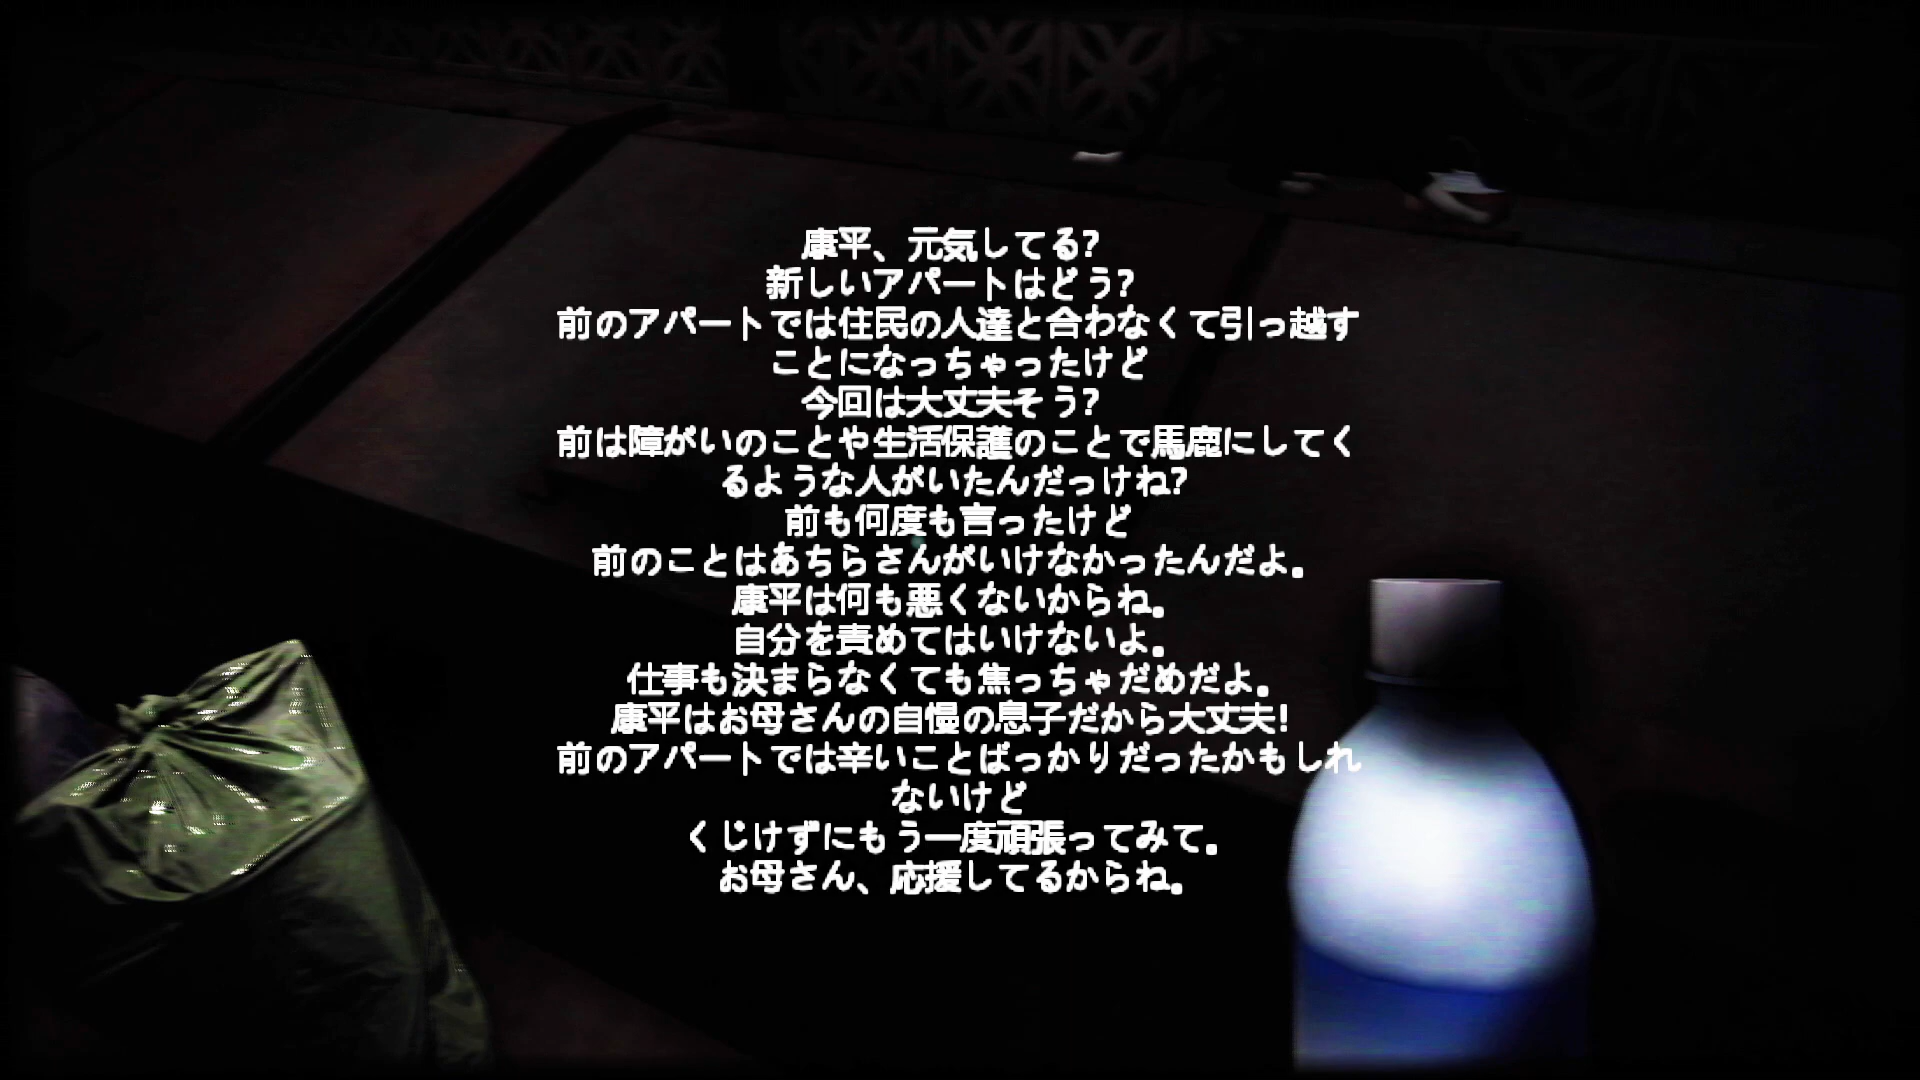 康平、元気してる?
新しいアパートはどう?
前のアパートでは住民の人達と合わなくて引っ越す
ことになっちゃったけど
今回は大丈夫そう?
前は障がいのことや生活保護のことで馬鹿にしてく
るような人がいたんだっけね?
前も何度も言ったけど
前のことはあちらさんがいけなかったんだよ。
康平は何も悪くないからね。
自分を責めてはいけないよ。
仕事も決まらなくても焦っちゃだめだよ。
康平はお母さんの自慢の息子だから大丈夫!
前のアパートでは辛いことばっかりだったかもしれ
ないけど
くじけずにもう一度頑張ってみて。
お母さん、応援してるからね。